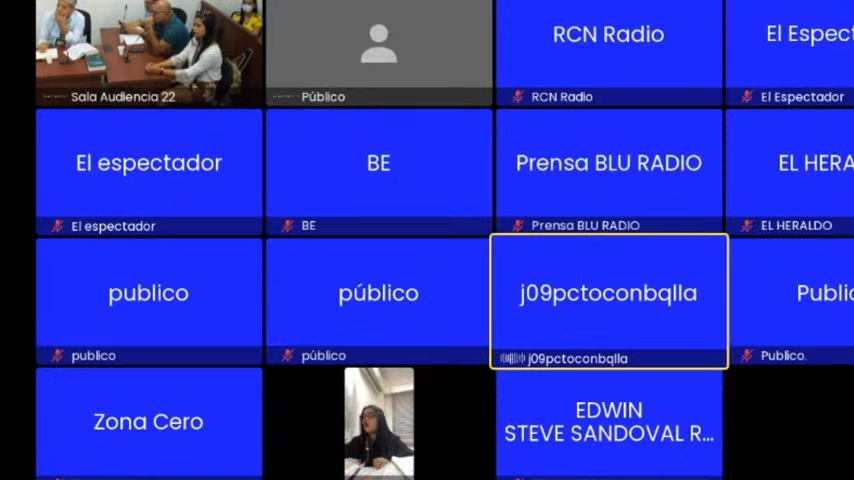 RCN Radio
El Espect
Sala Audiencia 22
Público
RCN Radio
El Espectador
El espectador
BE
Prensa BLU RADIO
EL HERA
El espectador
BE
Prensa BLU RADIO
EL HERALDO
publico
público
j09pctoconbqlla
Public
publico
público
j09pctoconbqlla
Publico.
Zona Cero
EDWIN
STEVE SANDOVAL R...